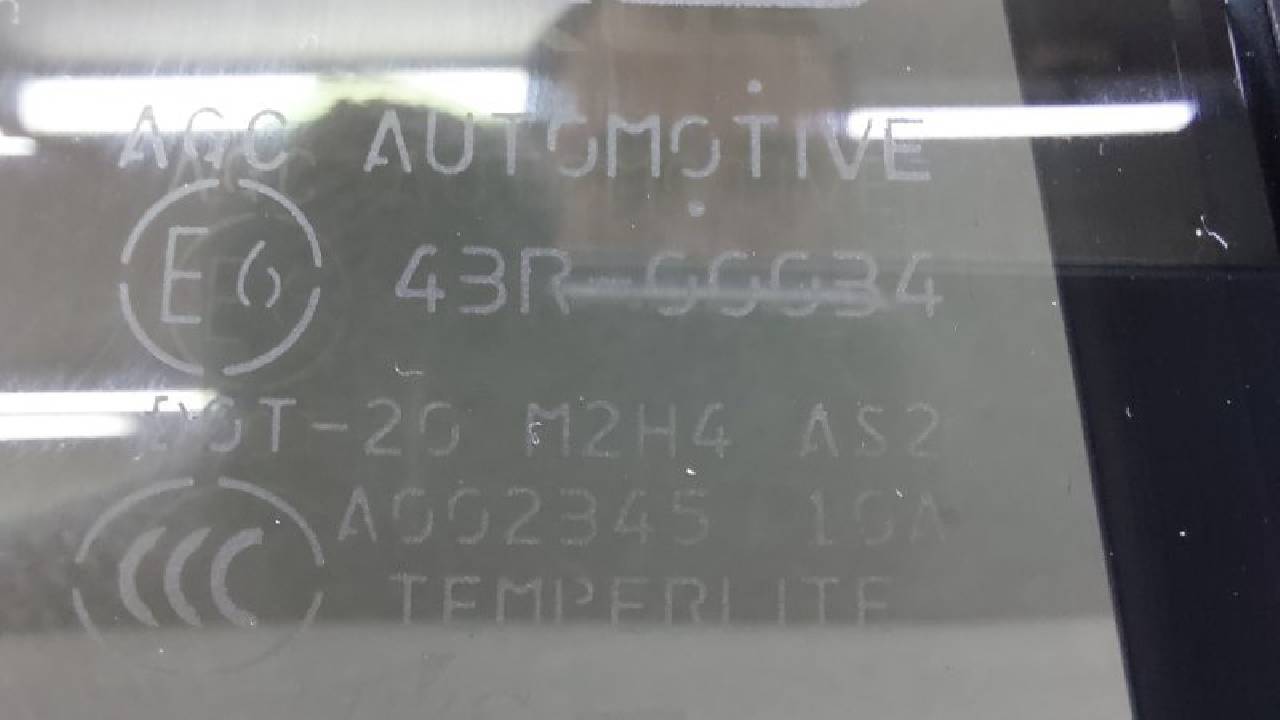 AGC AUTOMOTIVE
E6 43R-00034
DOT-20 M2H4 AS2
CCC A002345 10A
TEMPERLITE